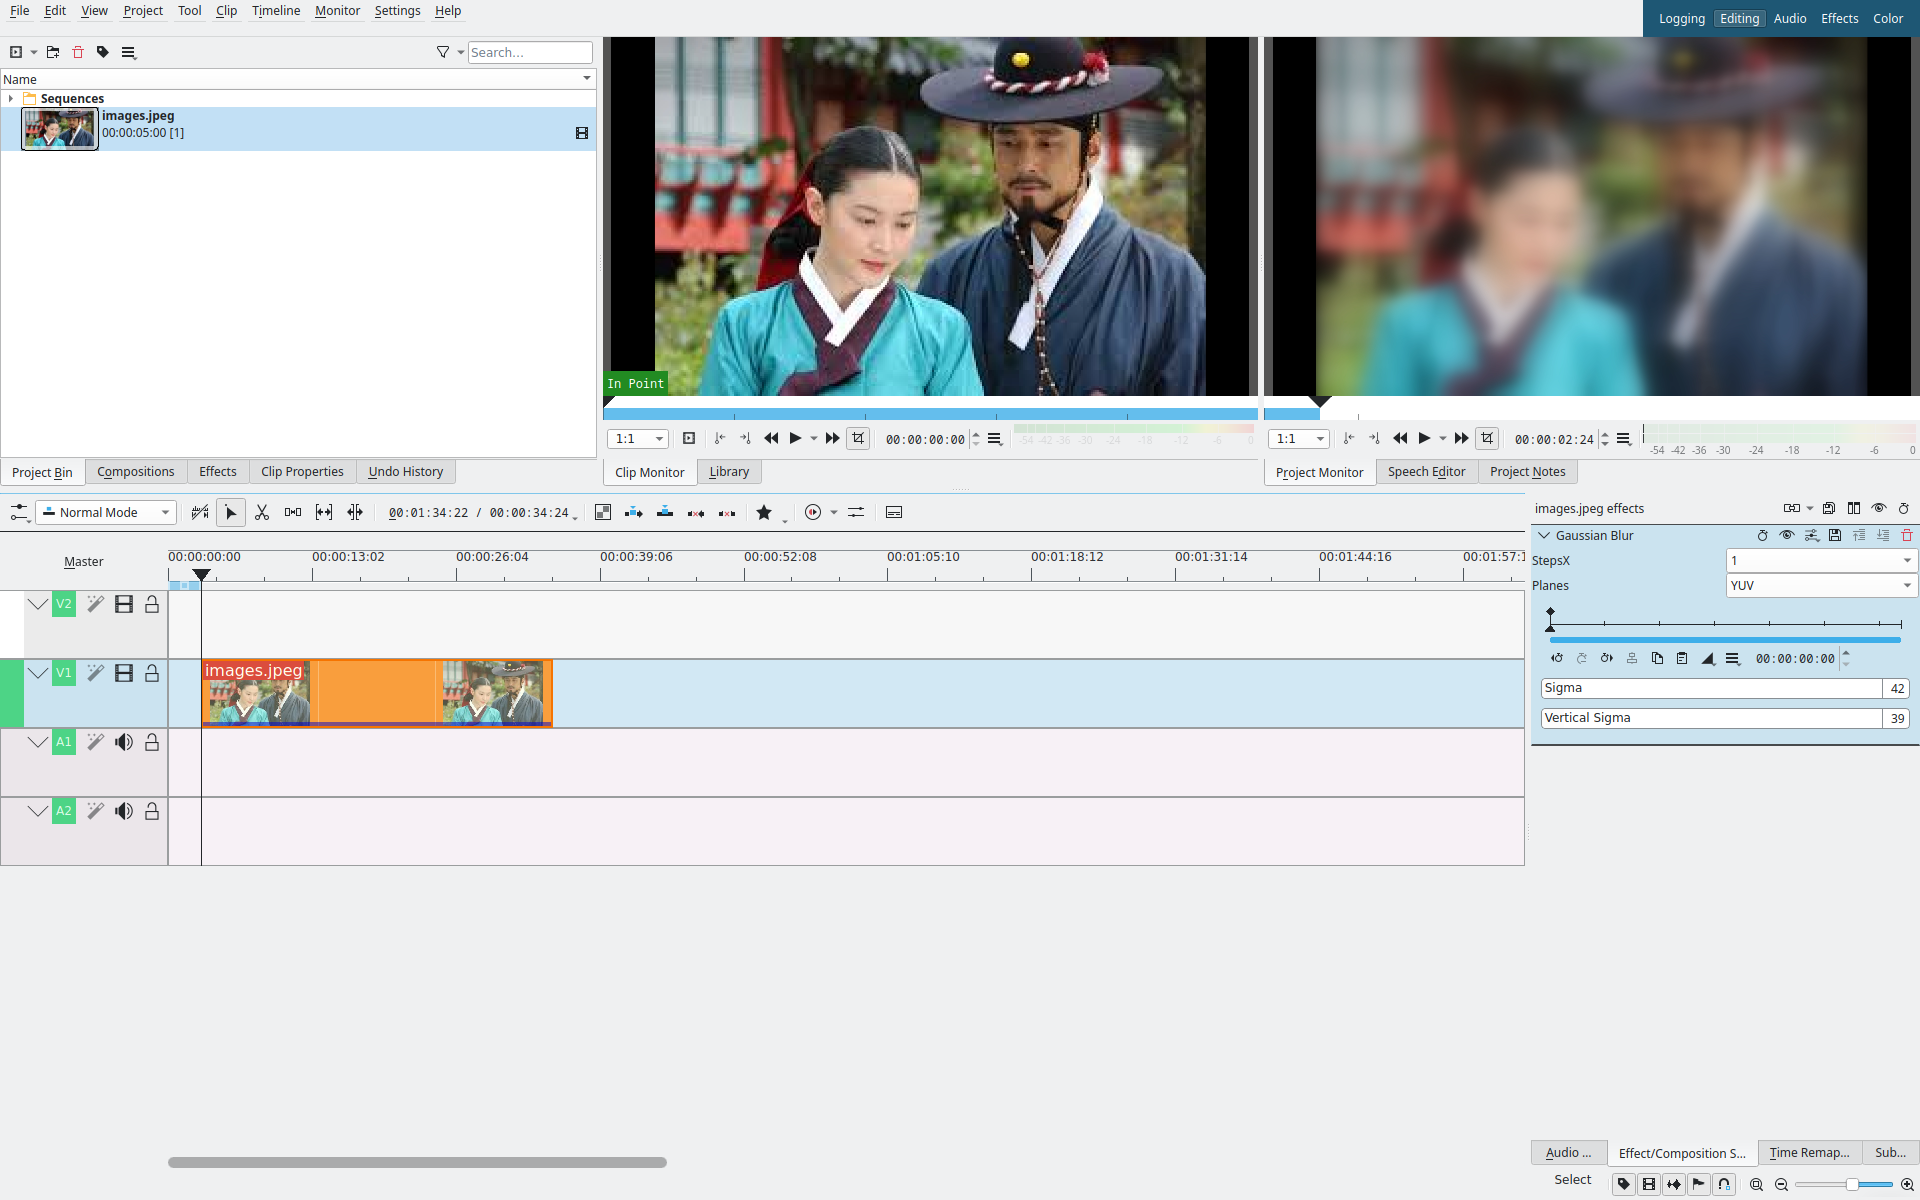 File Edit View Project Tool Clip Timeline Monitor Settings Help
Logging Editing Audio Effects Color
Search...
Name
Sequences
images.jpeg
00:00:05:00 [1]
In Point
1:1
00:00:00:00
-54 -42 -36 -30 -24 -18 -12 -6 0
1:1
00:00:02:24
-54 -42 -36 -30 -24 -18 -12 -6 0
Project Bin Compositions Effects Clip Properties Undo History
Clip Monitor Library
Project Monitor Speech Editor Project Notes
Normal Mode
00:01:34:22 / 00:00:34:24
images.jpeg effects
Gaussian Blur
StepsX 1
Planes YUV
00:00:00:00
Sigma 42
Vertical Sigma 39
Master
00:00:00:00 00:00:13:02 00:00:26:04 00:00:39:06 00:00:52:08 00:01:05:10 00:01:18:12 00:01:31:14 00:01:44:16 00:01:57:1
V2
V1
images.jpeg
A1
A2
Audio ... Effect/Composition S... Time Remap... Sub...
Select